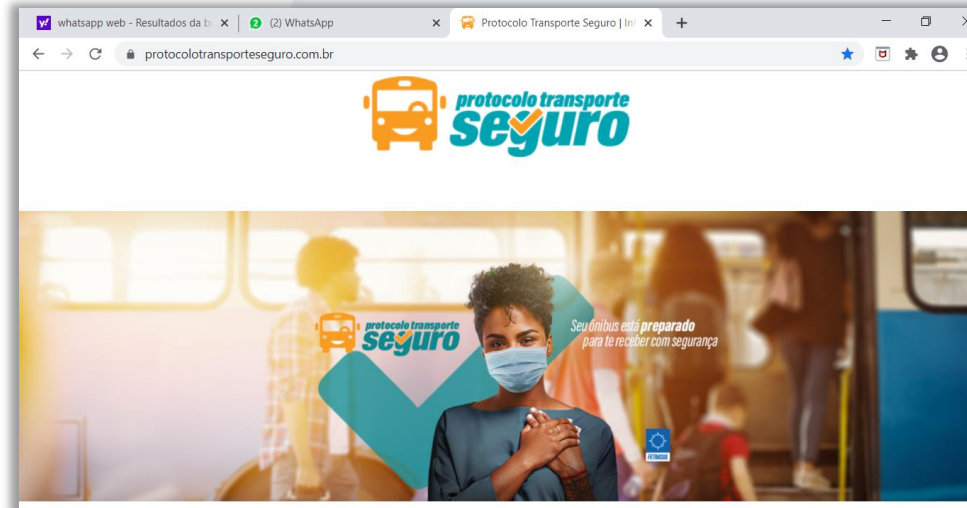 whatsapp web - Resultados da b
(2) WhatsApp
Protocolo Transporte Seguro | In
protocolotransporteseguro.com.br
protocolo transporte
seguro
protocolo transporte
seguro
Seu ônibus está preparado
para te receber com segurança
FETRASUL